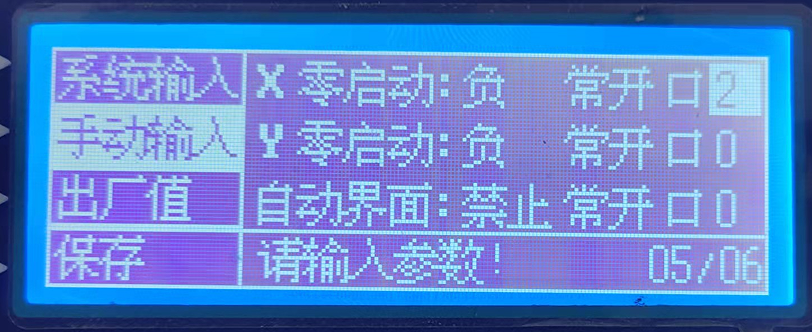 系统输入 X 零启动:负 常开口2
手动输入 Y 零启动:负 常开口0
出厂值 自动界面:禁止 常开口0
保存 请输入参数! 05/06